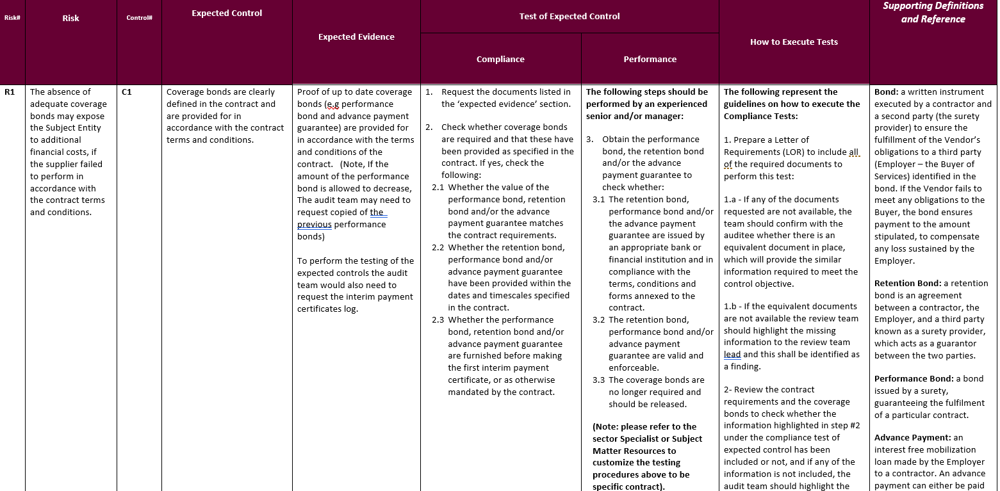 Risk#
Risk
Control#
Expected Control
Expected Evidence
Test of Expected Control
Compliance
Performance
How to Execute Tests
Supporting Definitions
and Reference
R1
The absence of
adequate coverage
bonds may expose
the Subject Entity
to additional
financial costs, if
the supplier failed
to perform in
accordance with
the contract terms
and conditions.
C1
Coverage bonds are clearly
defined in the contract and
are provided for in
accordance with the contract
terms and conditions.
Proof of up to date coverage
bonds (e.g performance
bond and advance payment
guarantee) are provided for
in accordance with the terms
and conditions of the
contract.   (Note, If the
amount of the performance
bond is allowed to decrease,
The audit team may need to
request copied of the
previous performance
bonds)
To perform the testing of the
expected controls the audit
team would also need to
request the interim payment
certificates log.
1. Request the documents listed in
the ‘expected evidence’ section.
2. Check whether coverage bonds
are required and that these have
been provided as specified in the
contract. If yes, check the
following:
2.1 Whether the value of the
performance bond, retention
bond and/or the advance
payment guarantee matches
the contract requirements.
2.2 Whether the retention bond,
performance bond and/or
advance payment guarantee
have been provided within the
dates and timescales specified
in the contract.
2.3 Whether the performance
bond, retention bond and/or
advance payment guarantee
are furnished before making
the first interim payment
certificate, or as otherwise
mandated by the contract.
The following steps should be
performed by an experienced
senior and/or manager:
3. Obtain the performance
bond, the retention bond
and/or the advance
payment guarantee to
check whether:
3.1 The retention bond,
performance bond and/or
the advance payment
guarantee are issued by
an appropriate bank or
financial institution and in
compliance with the
terms, conditions and
forms annexed to the
contract.
3.2 The retention bond,
performance bond and/or
advance payment
guarantee are valid and
enforceable.
3.3 The coverage bonds are
no longer required and
should be released.
(Note: please refer to the
sector Specialist or Subject
Matter Resources to
customize the testing
procedures above to be
specific contract).
The following represent the
guidelines on how to execute the
Compliance Tests:
1. Prepare a Letter of
Requirements (LOR) to include all
of the required documents to
perform this test:
1.a - If any of the documents
requested are not available, the
team should confirm with the
auditee whether there is an
equivalent document in place,
which will provide the similar
information required to meet the
control objective.
1.b - If the equivalent documents
are not available the review team
should highlight the missing
information to the review team
lead and this shall be identified as
a finding.
2- Review the contract
requirements and the coverage
bonds to check whether the
information highlighted in step #2
under the compliance test of
expected control has been
included or not, and if any of the
information is not included, the
audit team should highlight the
Bond: a written instrument
executed by a contractor and
a second party (the surety
provider) to ensure the
fulfillment of the Vendor’s
obligations to a third party
(Employer – the Buyer of
Services) identified in the
bond. If the Vendor fails to
meet any obligations to the
Buyer, the bond ensures
payment to the amount
stipulated, to compensate
any loss sustained by the
Employer.
Retention Bond: a retention
bond is an agreement
between a contractor, the
Employer, and a third party
known as a surety provider,
which acts as a guarantor
between the two parties.
Performance Bond: a bond
issued by a surety,
guaranteeing the fulfilment
of a particular contract.
Advance Payment: an
interest free mobilization
loan made by the Employer
to a contractor. An advance
payment can either be paid